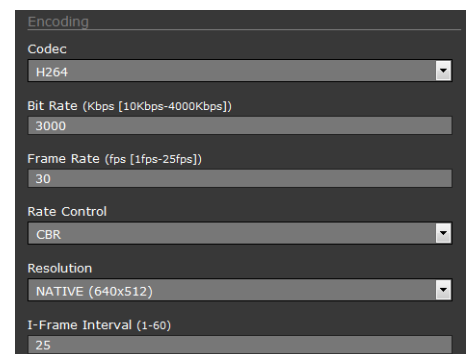 Encoding
Codec
H264
Bit Rate (Kbps [10Kbps-4000Kbps])
3000
Frame Rate (fps [1fps-25fps])
30
Rate Control
CBR
Resolution
NATIVE (640x512)
I-Frame Interval (1-60)
25